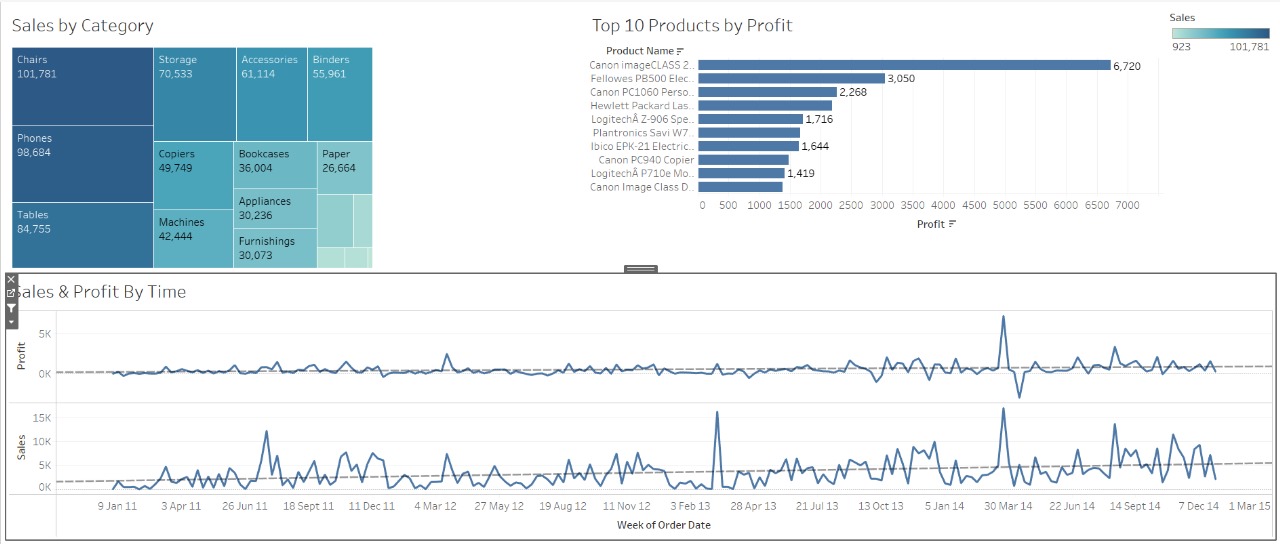 Sales by Category
Chairs
101,781
Storage
70,533
Accessories
61,114
Binders
55,961
Phones
98,684
Tables
84,755
Copiers
49,749
Machines
42,444
Bookcases
36,004
Appliances
30,236
Furnishings
30,073
Paper
26,664
Top 10 Products by Profit
Product Name
Canon imageCLASS 2.. 6,720
Fellowes PB500 Elec.. 3,050
Canon PC1060 Perso.. 2,268
Hewlett Packard Las..
LogitechÂ Z-906 Spe.. 1,716
Plantronics Savi W7..
Ibico EPK-21 Electric.. 1,644
Canon PC940 Copier
LogitechÂ P710e Mo.. 1,419
Canon Image Class D..
0 500 1000 1500 2000 2500 3000 3500 4000 4500 5000 5500 6000 6500 7000
Profit
Sales
923 101,781
Sales & Profit By Time
Profit
5K
0K
Sales
15K
10K
5K
0K
9 Jan 11 3 Apr 11 26 Jun 11 18 Sept 11 11 Dec 11 4 Mar 12 27 May 12 19 Aug 12 11 Nov 12 3 Feb 13 28 Apr 13 21 Jul 13 13 Oct 13 5 Jan 14 30 Mar 14 22 Jun 14 14 Sept 14 7 Dec 14 1 Mar 15
Week of Order Date